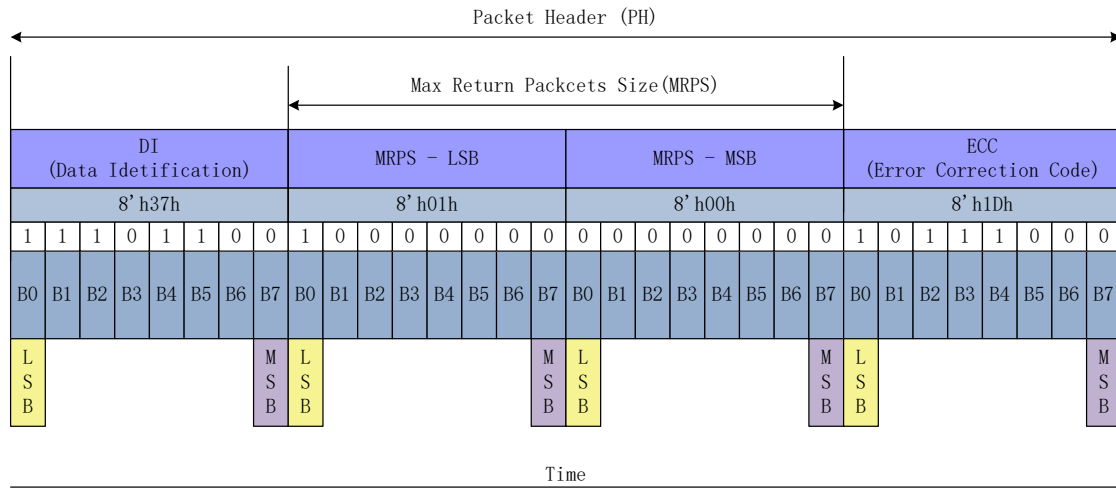 Packet Header (PH)
Max Return Packcets Size(MRPS)
DI
(Data Idetification)
MRPS - LSB
MRPS - MSB
ECC
(Error Correction Code)
8'h37h
8'h01h
8'h00h
8'h1Dh
1 1 1 0 1 1 0 0 1 0 0 0 0 0 0 0 0 0 0 0 0 0 0 0 1 0 1 1 1 0 0 0
B0 B1 B2 B3 B4 B5 B6 B7 B0 B1 B2 B3 B4 B5 B6 B7 B0 B1 B2 B3 B4 B5 B6 B7 B0 B1 B2 B3 B4 B5 B6 B7
LSB MSB LSB MSB LSB MSB LSB MSB
Time